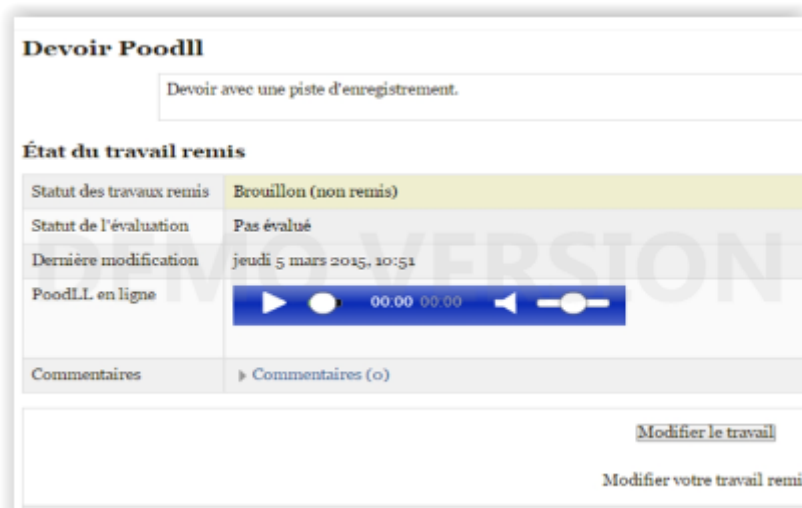 Devoir Poodll
Devoir avec une piste d'enregistrement.
État du travail remis
Statut des travaux remis Brouillon (non remis)
Statut de l'évaluation Pas évalué
Dernière modification jeudi 5 mars 2015, 10:51
DEMO VERSION
PoodLL en ligne 00:00 00:00
Commentaires Commentaires (0)
Modifier le travail
Modifier votre travail remi